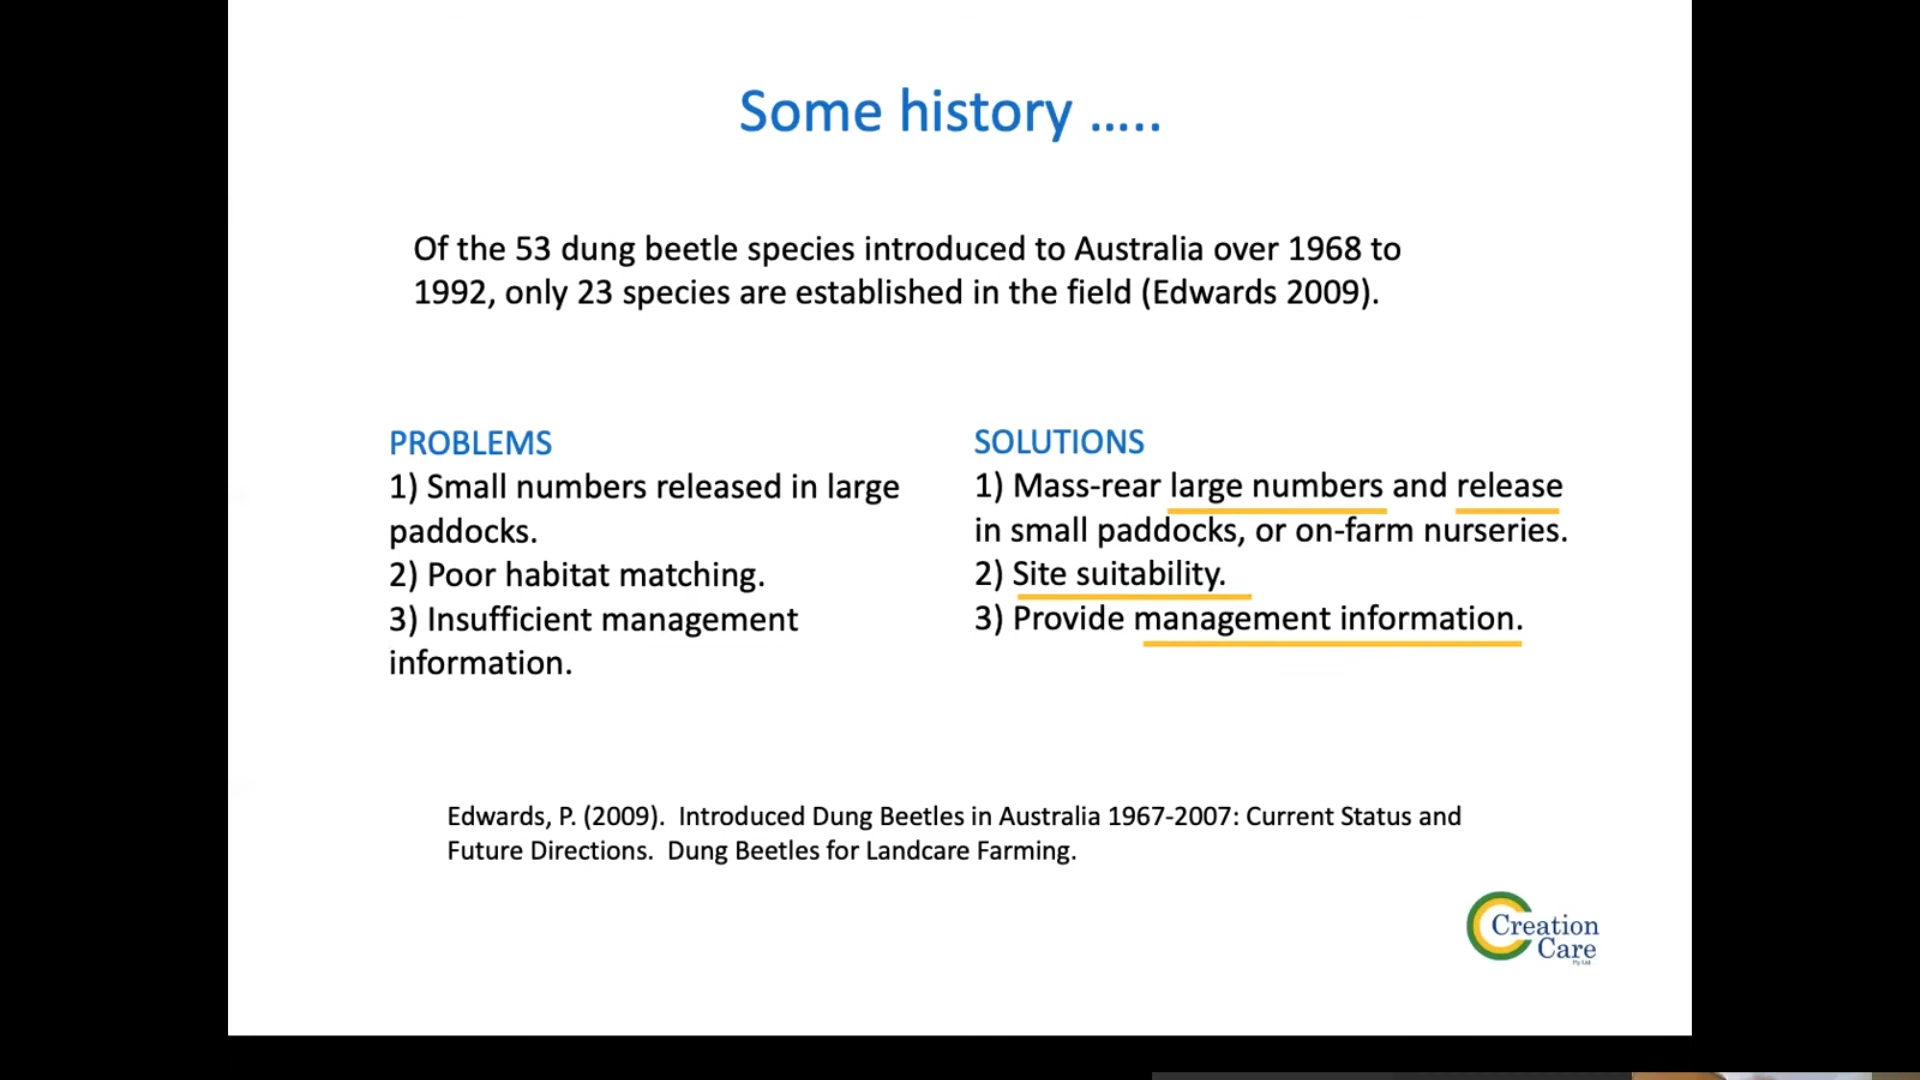 Some history .....
Of the 53 dung beetle species introduced to Australia over 1968 to
1992, only 23 species are established in the field (Edwards 2009).
PROBLEMS
1) Small numbers released in large
paddocks.
2) Poor habitat matching.
3) Insufficient management
information.
SOLUTIONS
1) Mass-rear large numbers and release
in small paddocks, or on-farm nurseries.
2) Site suitability.
3) Provide management information.
Edwards, P. (2009).  Introduced Dung Beetles in Australia 1967-2007: Current Status and
Future Directions.  Dung Beetles for Landcare Farming.
Creation
Care
Pty Ltd